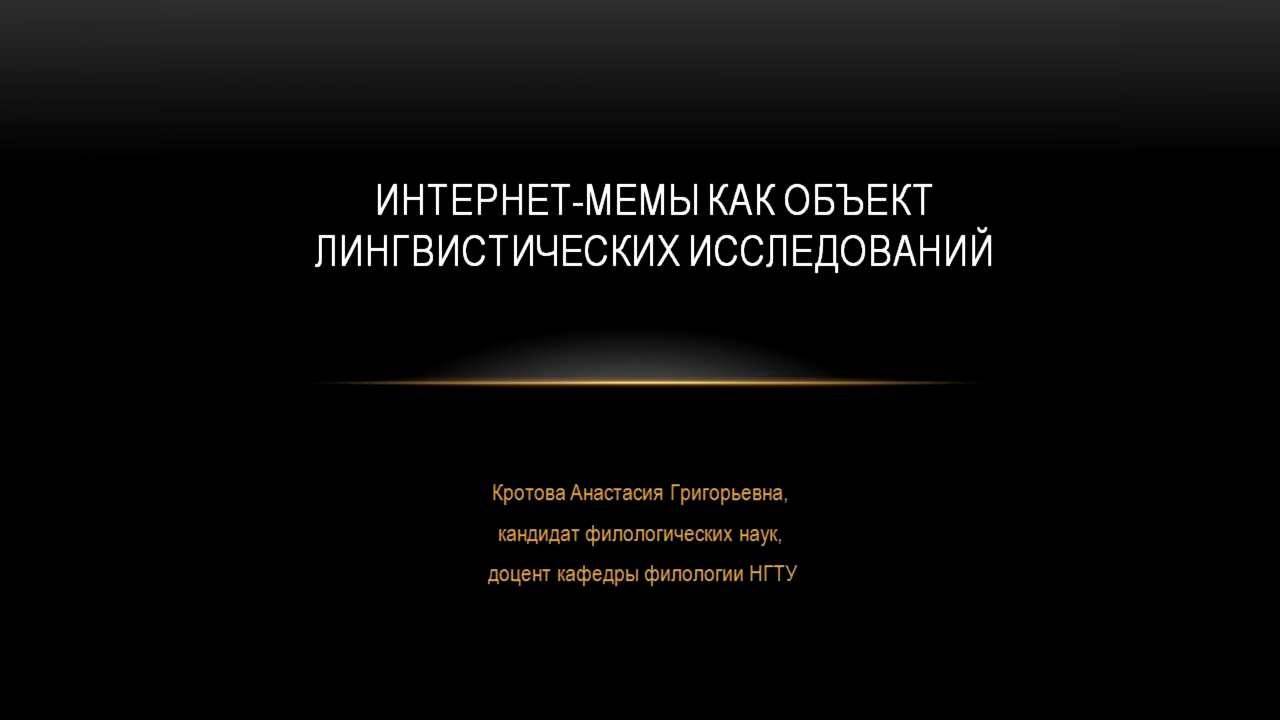 ИНТЕРНЕТ-МЕМЫ КАК ОБЪЕКТ
ЛИНГВИСТИЧЕСКИХ ИССЛЕДОВАНИЙ
Кротова Анастасия Григорьевна,
кандидат филологических наук,
доцент кафедры филологии НГТУ